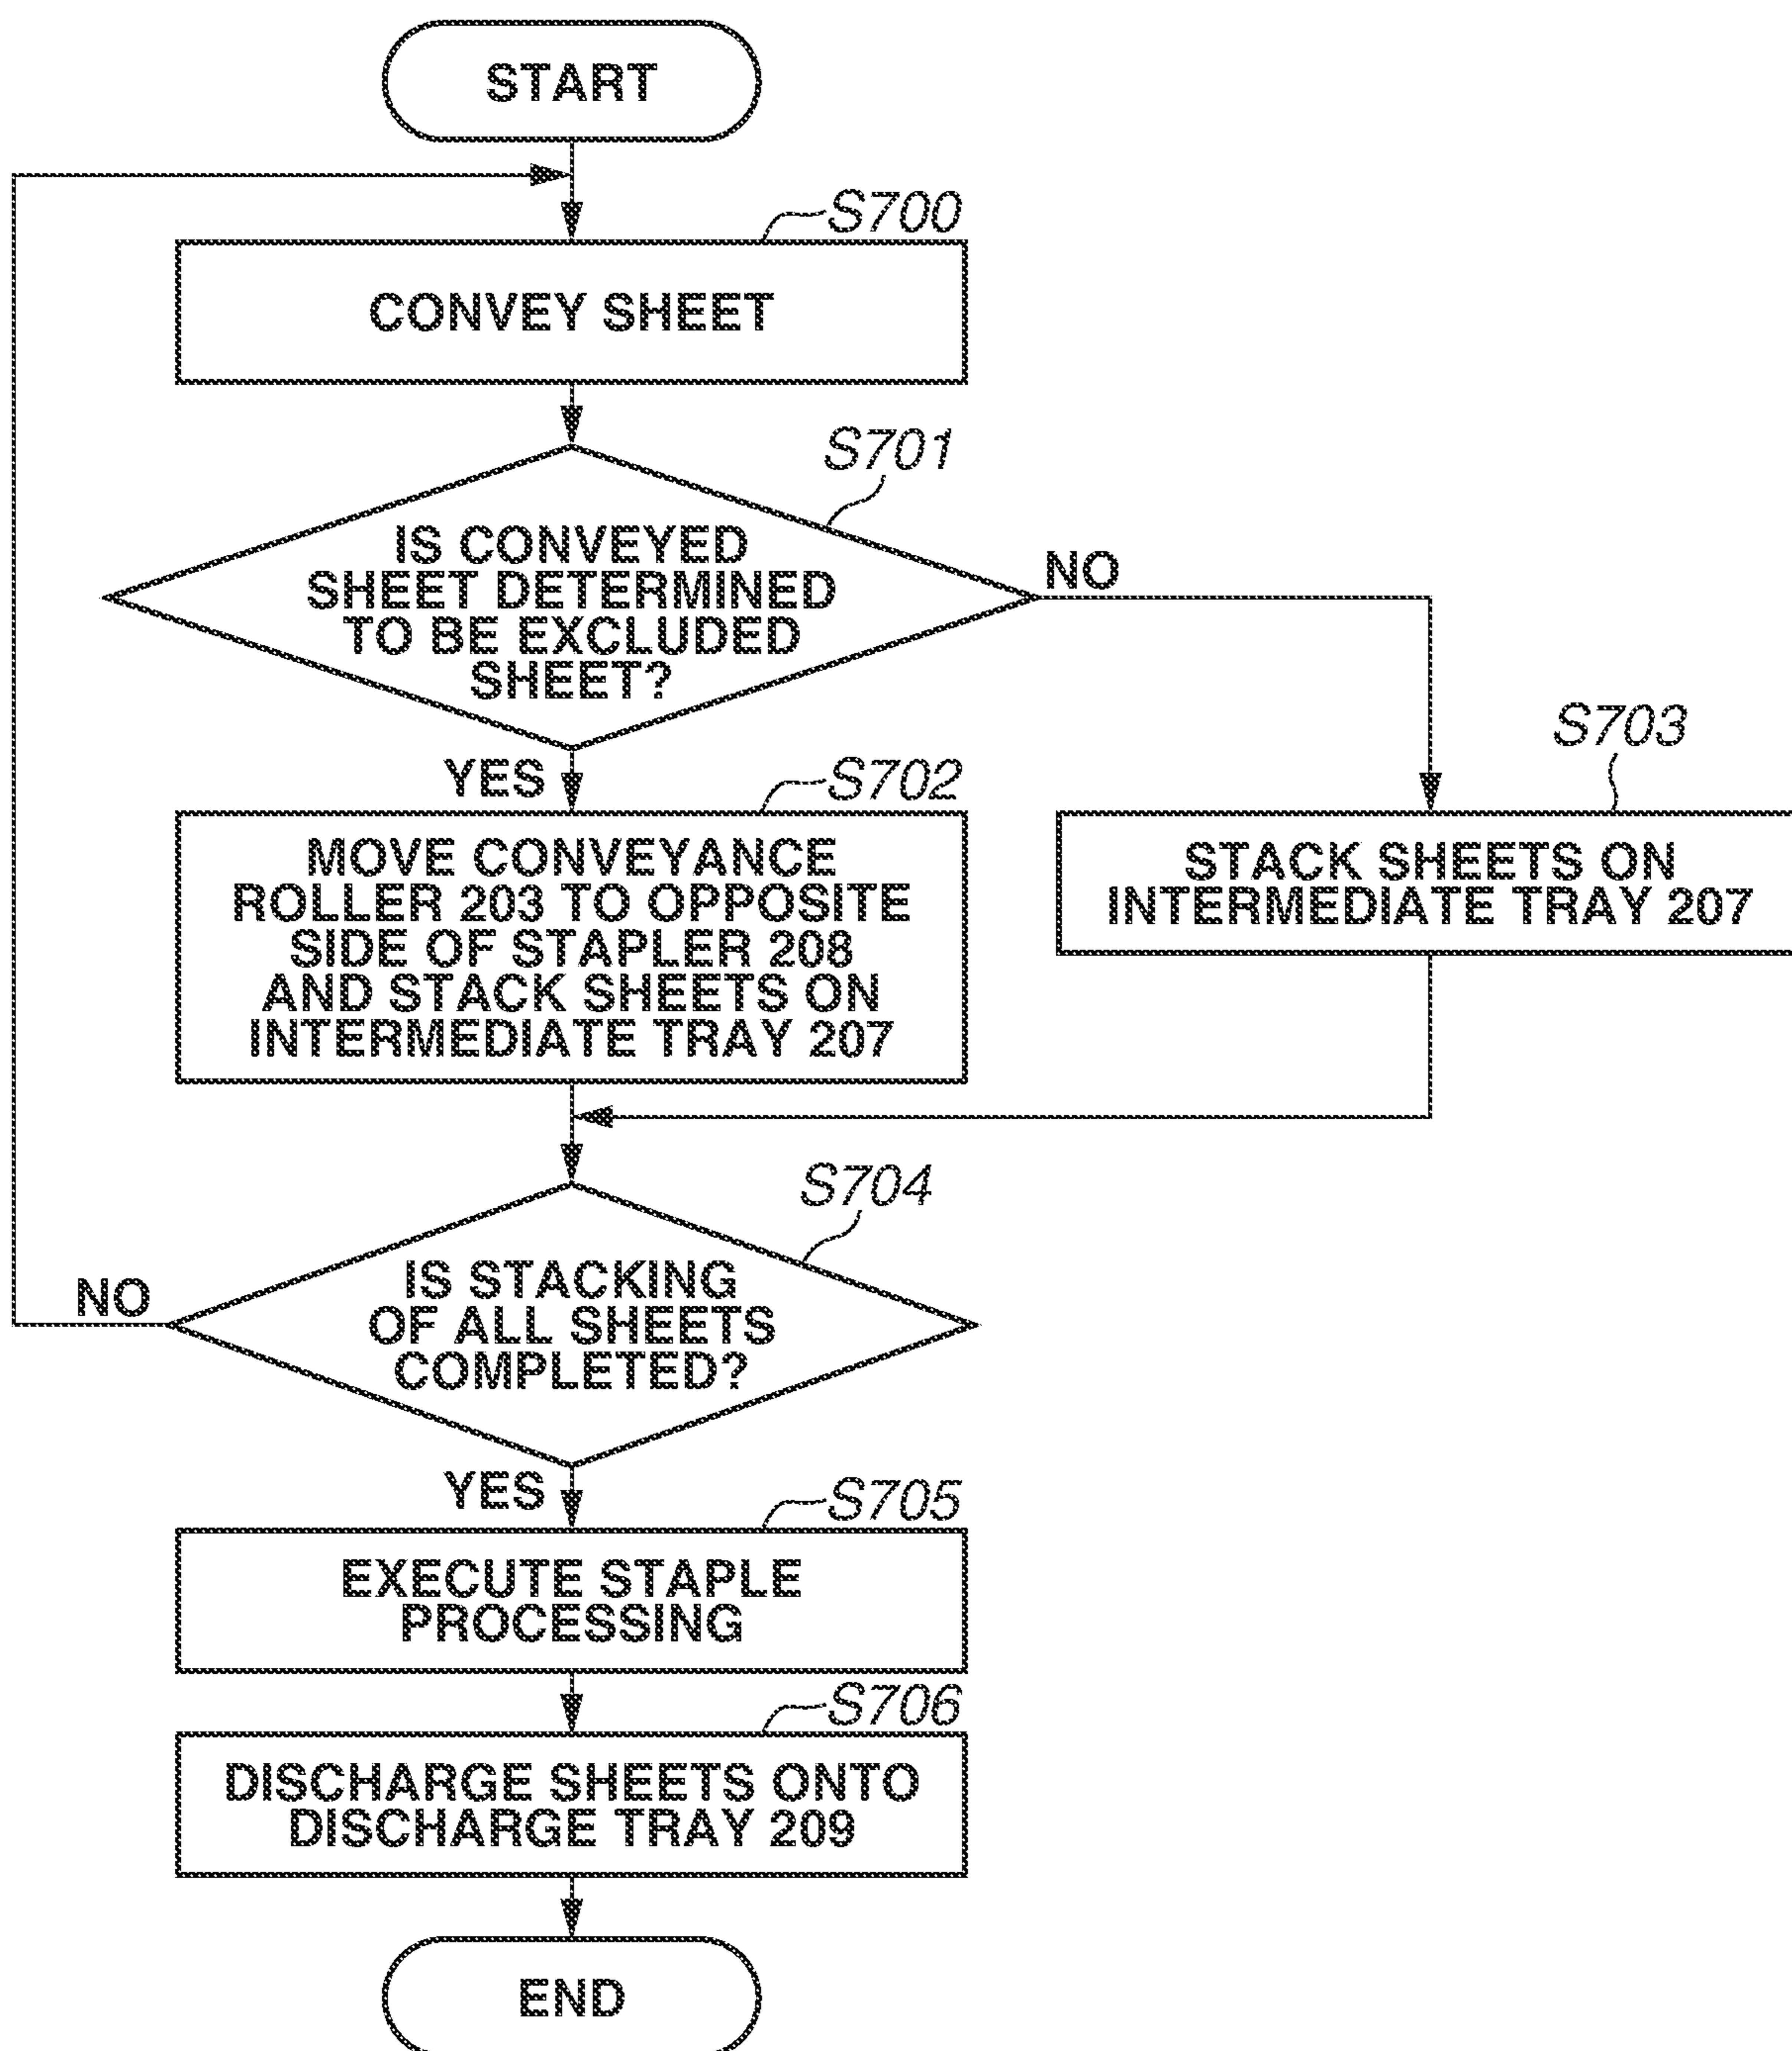 START
S700
CONVEY SHEET
S701
IS CONVEYED
SHEET DETERMINED
TO BE EXCLUDED
SHEET?
NO
YES
S702
MOVE CONVEYANCE
ROLLER 203 TO OPPOSITE
SIDE OF STAPLER 208
AND STACK SHEETS ON
INTERMEDIATE TRAY 207
S703
STACK SHEETS ON
INTERMEDIATE TRAY 207
S704
IS STACKING
OF ALL SHEETS
COMPLETED?
NO
YES
S705
EXECUTE STAPLE
PROCESSING
S706
DISCHARGE SHEETS ONTO
DISCHARGE TRAY 209
END